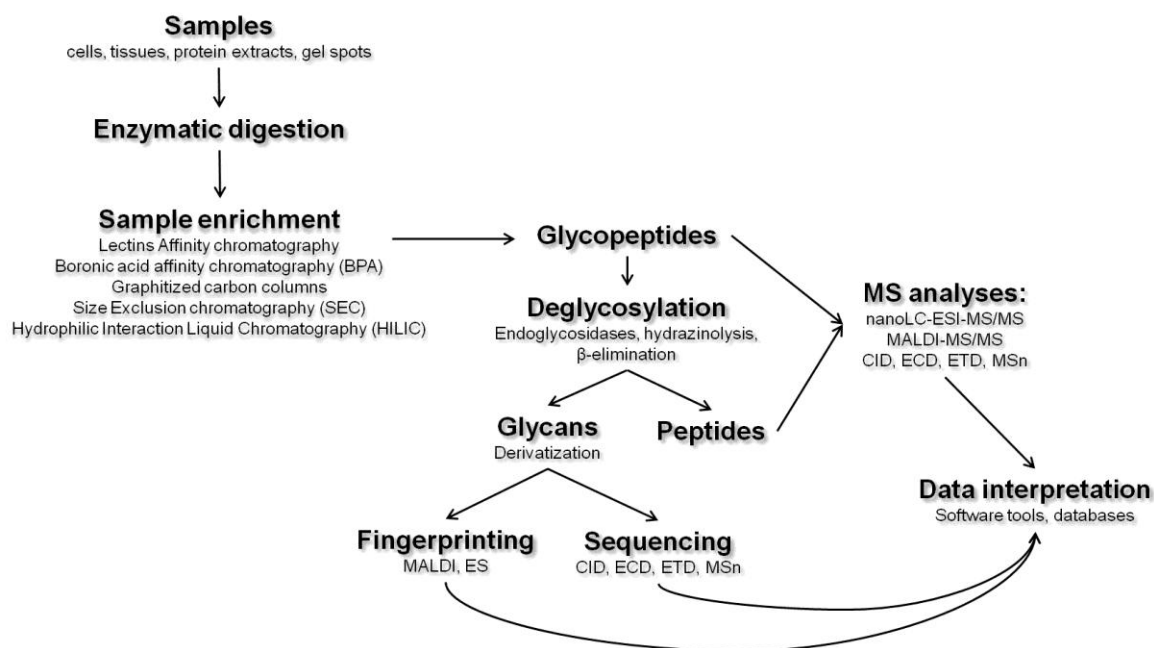 Samples
cells, tissues, protein extracts, gel spots
Enzymatic digestion
Sample enrichment
Lectins Affinity chromatography
Boronic acid affinity chromatography (BPA)
Graphitized carbon columns
Size Exclusion chromatography (SEC)
Hydrophilic Interaction Liquid Chromatography (HILIC)
Glycopeptides
Deglycosylation
Endoglycosidases, hydrazinolysis,
β-elimination
MS analyses:
nanoLC-ESI-MS/MS
MALDI-MS/MS
CID, ECD, ETD, MSn
Glycans
Derivatization
Peptides
Fingerprinting
MALDI, ES
Sequencing
CID, ECD, ETD, MSn
Data interpretation
Software tools, databases